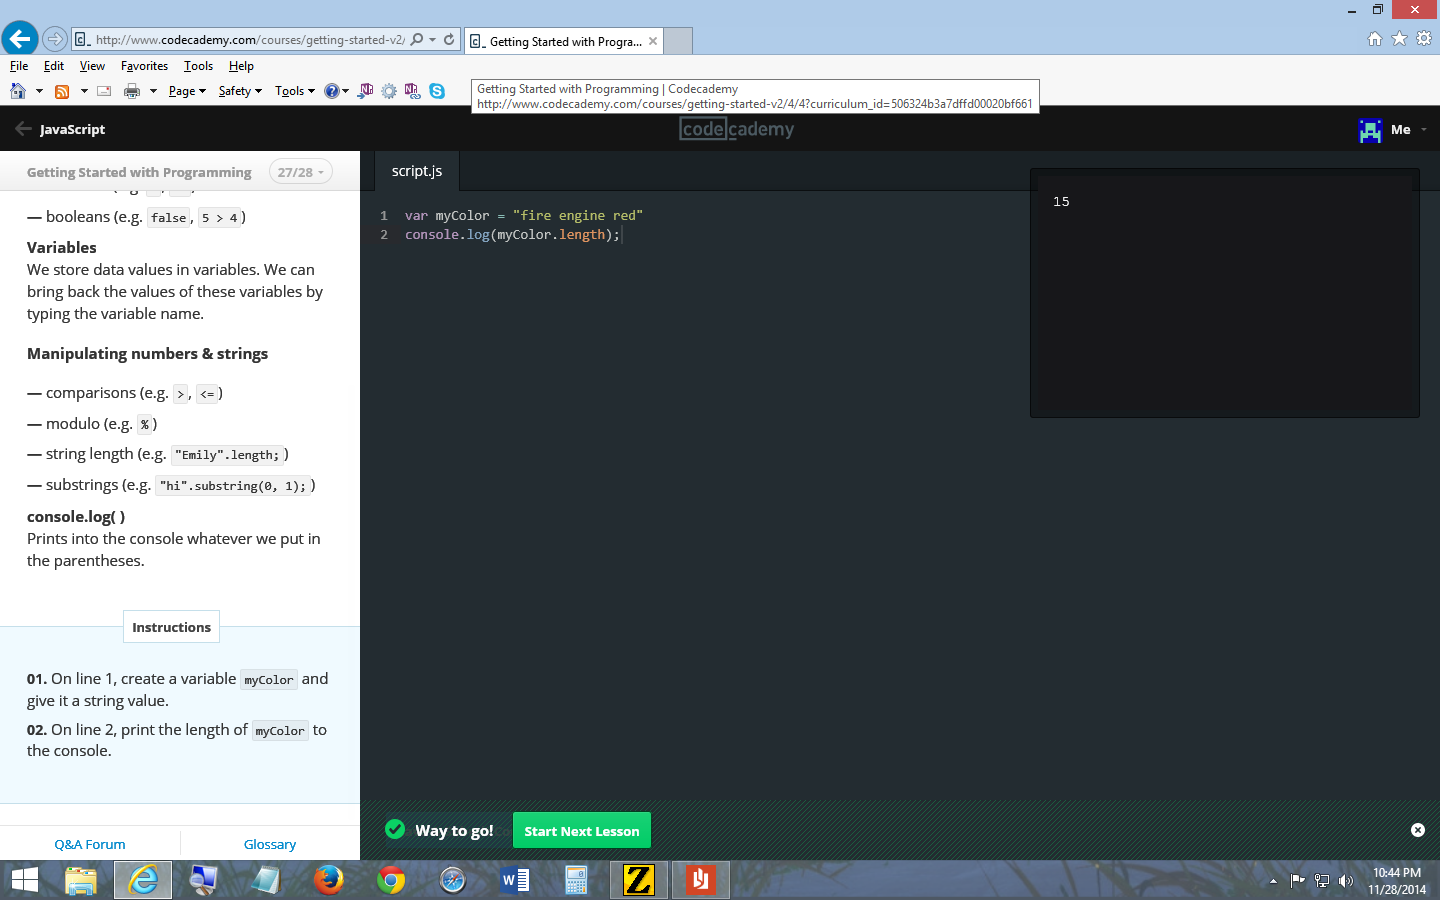 http://www.codecademy.com/courses/getting-started-v2/
Getting Started with Progra...
File Edit View Favorites Tools Help
Page Safety Tools
Getting Started with Programming | Codecademy
http://www.codecademy.com/courses/getting-started-v2/4/4?curriculum_id=506324b3a7dffd00020bf661
JavaScript
codecademy
Me
Getting Started with Programming 27/28
script.js
— booleans (e.g. false, 5 > 4)
Variables
We store data values in variables. We can
bring back the values of these variables by
typing the variable name.
Manipulating numbers & strings
— comparisons (e.g. >, <=)
— modulo (e.g. %)
— string length (e.g. "Emily".length;)
— substrings (e.g. "hi".substring(0, 1);)
console.log( )
Prints into the console whatever we put in
the parentheses.
Instructions
01. On line 1, create a variable myColor and
give it a string value.
02. On line 2, print the length of myColor to
the console.
Q&A Forum Glossary
1 var myColor = "fire engine red"
2 console.log(myColor.length);
15
Way to go! Start Next Lesson
10:44 PM
11/28/2014